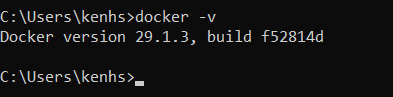 C:\Users\kenhs>docker -v
Docker version 29.1.3, build f52814d
C:\Users\kenhs>